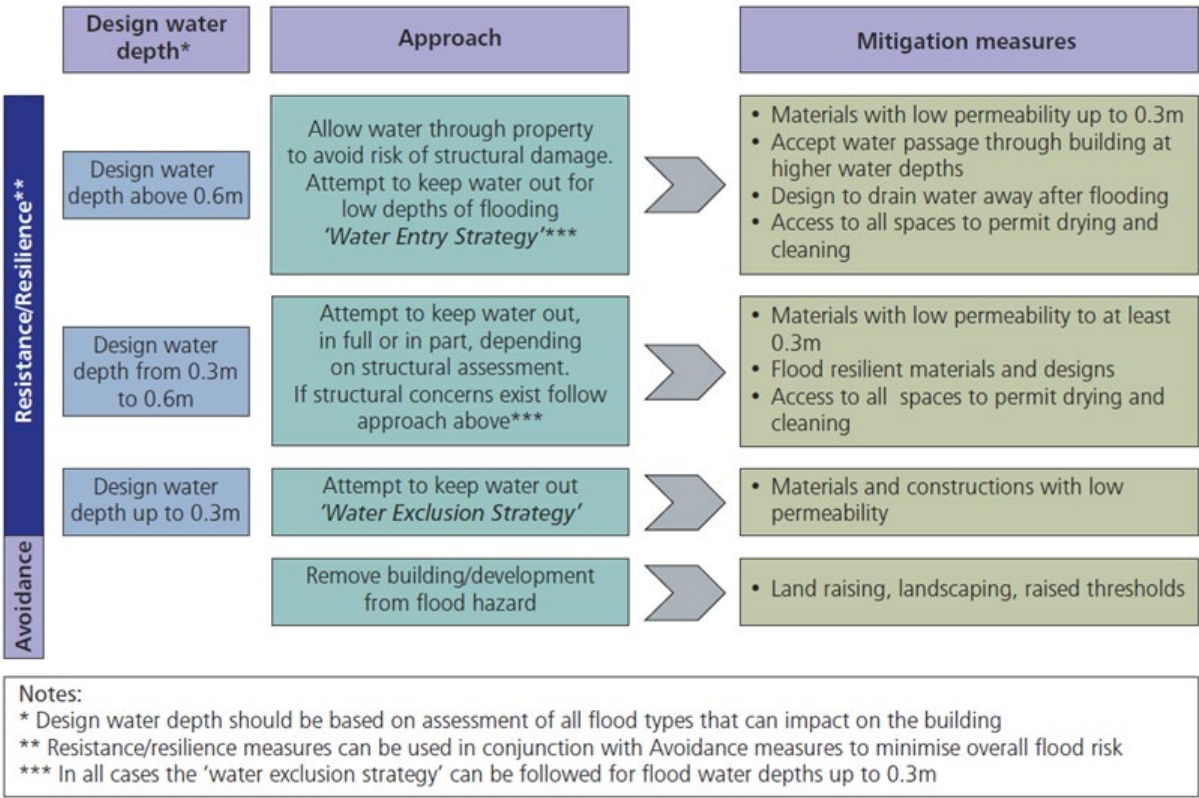 Design water
depth*
Approach
Mitigation measures
Resistance/Resilience**
Design water
depth above 0.6m
Allow water through property
to avoid risk of structural damage.
Attempt to keep water out for
low depths of flooding
‘Water Entry Strategy’***
• Materials with low permeability up to 0.3m
• Accept water passage through building at
higher water depths
• Design to drain water away after flooding
• Access to all spaces to permit drying and
cleaning
Design water
depth from 0.3m
to 0.6m
Attempt to keep water out,
in full or in part, depending
on structural assessment.
If structural concerns exist follow
approach above***
• Materials with low permeability to at least
0.3m
• Flood resilient materials and designs
• Access to all spaces to permit drying and
cleaning
Design water
depth up to 0.3m
Attempt to keep water out
‘Water Exclusion Strategy’
• Materials and constructions with low
permeability
Avoidance
Remove building/development
from flood hazard
• Land raising, landscaping, raised thresholds
Notes:
* Design water depth should be based on assessment of all flood types that can impact on the building
** Resistance/resilience measures can be used in conjunction with Avoidance measures to minimise overall flood risk
*** In all cases the ‘water exclusion strategy’ can be followed for flood water depths up to 0.3m